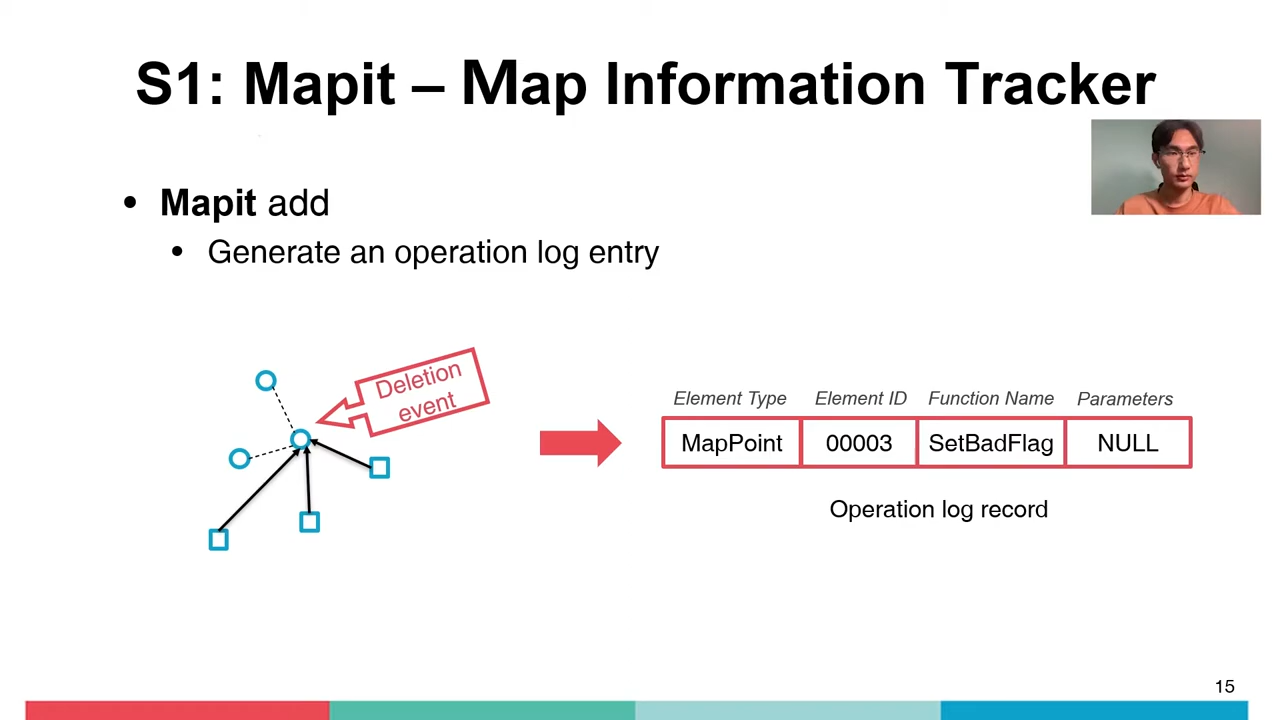 S1: Mapit – Map Information Tracker
• Mapit add
• Generate an operation log entry
Deletion
event
Element Type Element ID Function Name Parameters
MapPoint 00003 SetBadFlag NULL
Operation log record
15